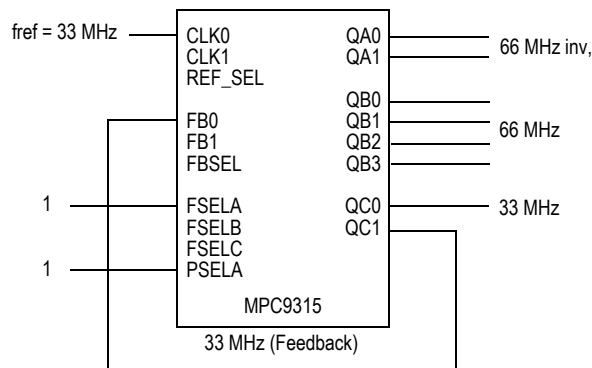 fref = 33 MHz
CLK0
CLK1
REF_SEL
FB0
FB1
FBSEL
1
FSELA
FSELB
FSELC
1
PSELA
QA0
QA1
66 MHz inv,
QB0
QB1
QB2
QB3
66 MHz
QC0
QC1
33 MHz
MPC9315
33 MHz (Feedback)